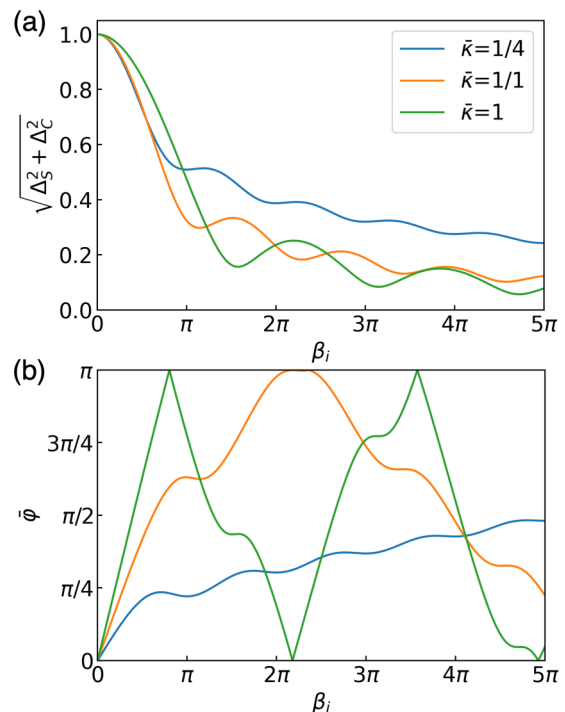 (a)
1.0
0.8
0.6
0.4
0.2
0.0
√Δ_S^2 + Δ_C^2
κ̄=1/4
κ̄=1/1
κ̄=1
0 π 2π 3π 4π 5π
β_i
(b)
π
3π/4
π/2
π/4
0
φ̄
0 π 2π 3π 4π 5π
β_i